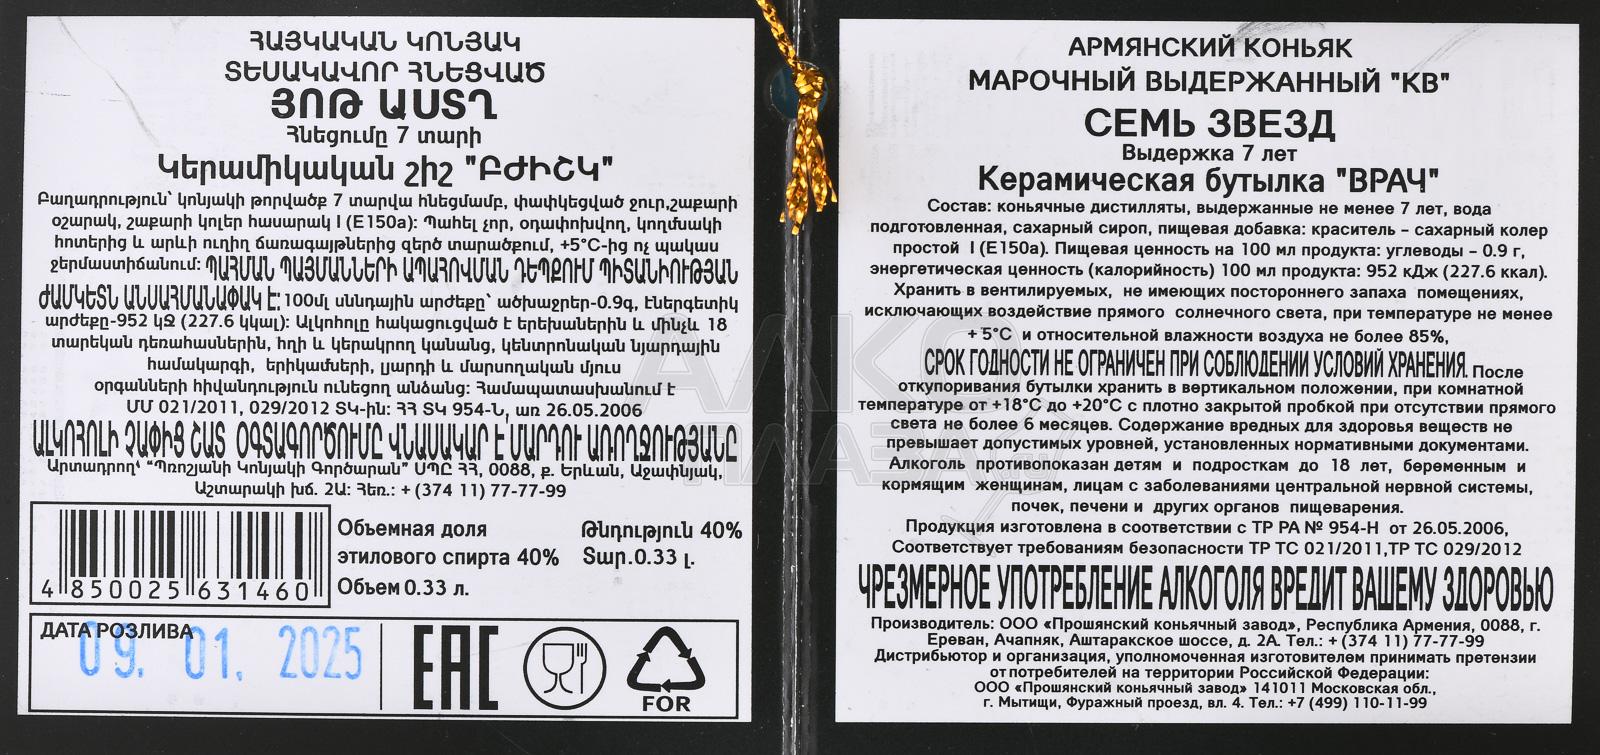 ՀԱՅԿԱԿԱՆ ԿՈՆՅԱԿ
ՏԵՍԱԿԱՎՈՐ ՀՆԵՑՎԱԾ
ՅՈԹ ԱՍՏՂ
Հնեցումը 7 տարի
Կերամիկական շիշ "ԲԺԻՇԿ"
Բաղադրություն՝ կոնյակի թորվածք 7 տարվա հնեցմամբ, փափկեցված ջուր,շաքարի
օշարակ, շաքարի կոլեր հասարակ I (E150a): Պահել չոր, օդափոխվող, կողմնակի
հոտերից և արևի ուղիղ ճառագայթներից զերծ տարածքում, +5°C-ից ոչ պակաս
ջերմաստիճանում: ՊԱՀՄԱՆ ՊԱՅՄԱՆՆԵՐԻ ԱՊԱՀՈՎՄԱՆ ԴԵՊՔՈՒՄ ՊԻՏԱՆԻՈՒԹՅԱՆ
ԺԱՄԿԵՏՆ ԱՆՍԱՀՄԱՆԱՓԱԿ Է: 100մլ սննդային արժեքը՝ ածխաջրեր-0.9գ, էներգետիկ
արժեքը-952 կՋ (227.6 կկալ): Ալկոհոլը հակացուցված է երեխաներին և մինչև 18
տարեկան դեռահասներին, հղի և կերակրող կանանց, կենտրոնական նյարդային
համակարգի, երիկամների, լյարդի և մարսողական մյուս
օրգանների հիվանդություն ունեցող անձանց: Համապատասխանում է
ՄՄ 021/2011, 029/2012 ՏԿ-ին: ՀՀ ՏԿ 954-Ն, առ 26.05.2006
ԱԼԿՈՀՈԼԻ ՉԱՓԻՑ ՇԱՏ ՕԳՏԱԳՈՐԾՈՒՄԸ ՎՆԱՍԱԿԱՐ Է ՄԱՐԴՈՒ ԱՌՈՂՋՈՒԹՅԱՆԸ
Արտադրող՝ "Պռոշյանի Կոնյակի Գործարան" ՍՊԸ ՀՀ, 0088, ք. Երևան, Աջափնյակ,
Աշտարակի խճ. 2Ա: Հեռ.: + (374 11) 77-77-99
Объемная доля
этилового спирта 40%
Объем 0.33 л.
Թնդություն 40%
Տար.0.33 լ.
4 850025 631460
ДАТА РОЗЛИВА
09. 01. 2025
EAC
FOR
АРМЯНСКИЙ КОНЬЯК
МАРОЧНЫЙ ВЫДЕРЖАННЫЙ "КВ"
СЕМЬ ЗВЕЗД
Выдержка 7 лет
Керамическая бутылка "ВРАЧ"
Состав: коньячные дистилляты, выдержанные не менее 7 лет, вода
подготовленная, сахарный сироп, пищевая добавка: краситель – сахарный колер
простой I (E150a). Пищевая ценность на 100 мл продукта: углеводы – 0.9 г,
энергетическая ценность (калорийность) 100 мл продукта: 952 кДж (227.6 ккал).
Хранить в вентилируемых, не имеющих постороннего запаха помещениях,
исключающих воздействие прямого солнечного света, при температуре не менее
+ 5°С и относительной влажности воздуха не более 85%,
СРОК ГОДНОСТИ НЕ ОГРАНИЧЕН ПРИ СОБЛЮДЕНИИ УСЛОВИЙ ХРАНЕНИЯ. После
откупоривания бутылки хранить в вертикальном положении, при комнатной
температуре от +18°С до +20°С с плотно закрытой пробкой при отсутствии прямого
света не более 6 месяцев. Содержание вредных для здоровья веществ не
превышает допустимых уровней, установленных нормативными документами.
Алкоголь противопоказан детям и подросткам до 18 лет, беременным и
кормящим женщинам, лицам с заболеваниями центральной нервной системы,
почек, печени и других органов пищеварения.
Продукция изготовлена в соответствии с ТР РА № 954-Н от 26.05.2006,
Соответствует требованиям безопасности ТР ТС 021/2011,ТР ТС 029/2012
ЧРЕЗМЕРНОЕ УПОТРЕБЛЕНИЕ АЛКОГОЛЯ ВРЕДИТ ВАШЕМУ ЗДОРОВЬЮ
Производитель: ООО «Прошянский коньячный завод», Республика Армения, 0088, г.
Ереван, Ачапняк, Аштаракское шоссе, д. 2А. Тел.: + (374 11) 77-77-99
Дистрибьютор и организация, уполномоченная изготовителем принимать претензии
от потребителей на территории Российской Федерации:
ООО «Прошянский коньячный завод» 141011 Московская обл.,
г. Мытищи, Фуражный проезд, вл. 4. Тел.: +7 (499) 110-11-99
АЛКО
ПЛАЗА